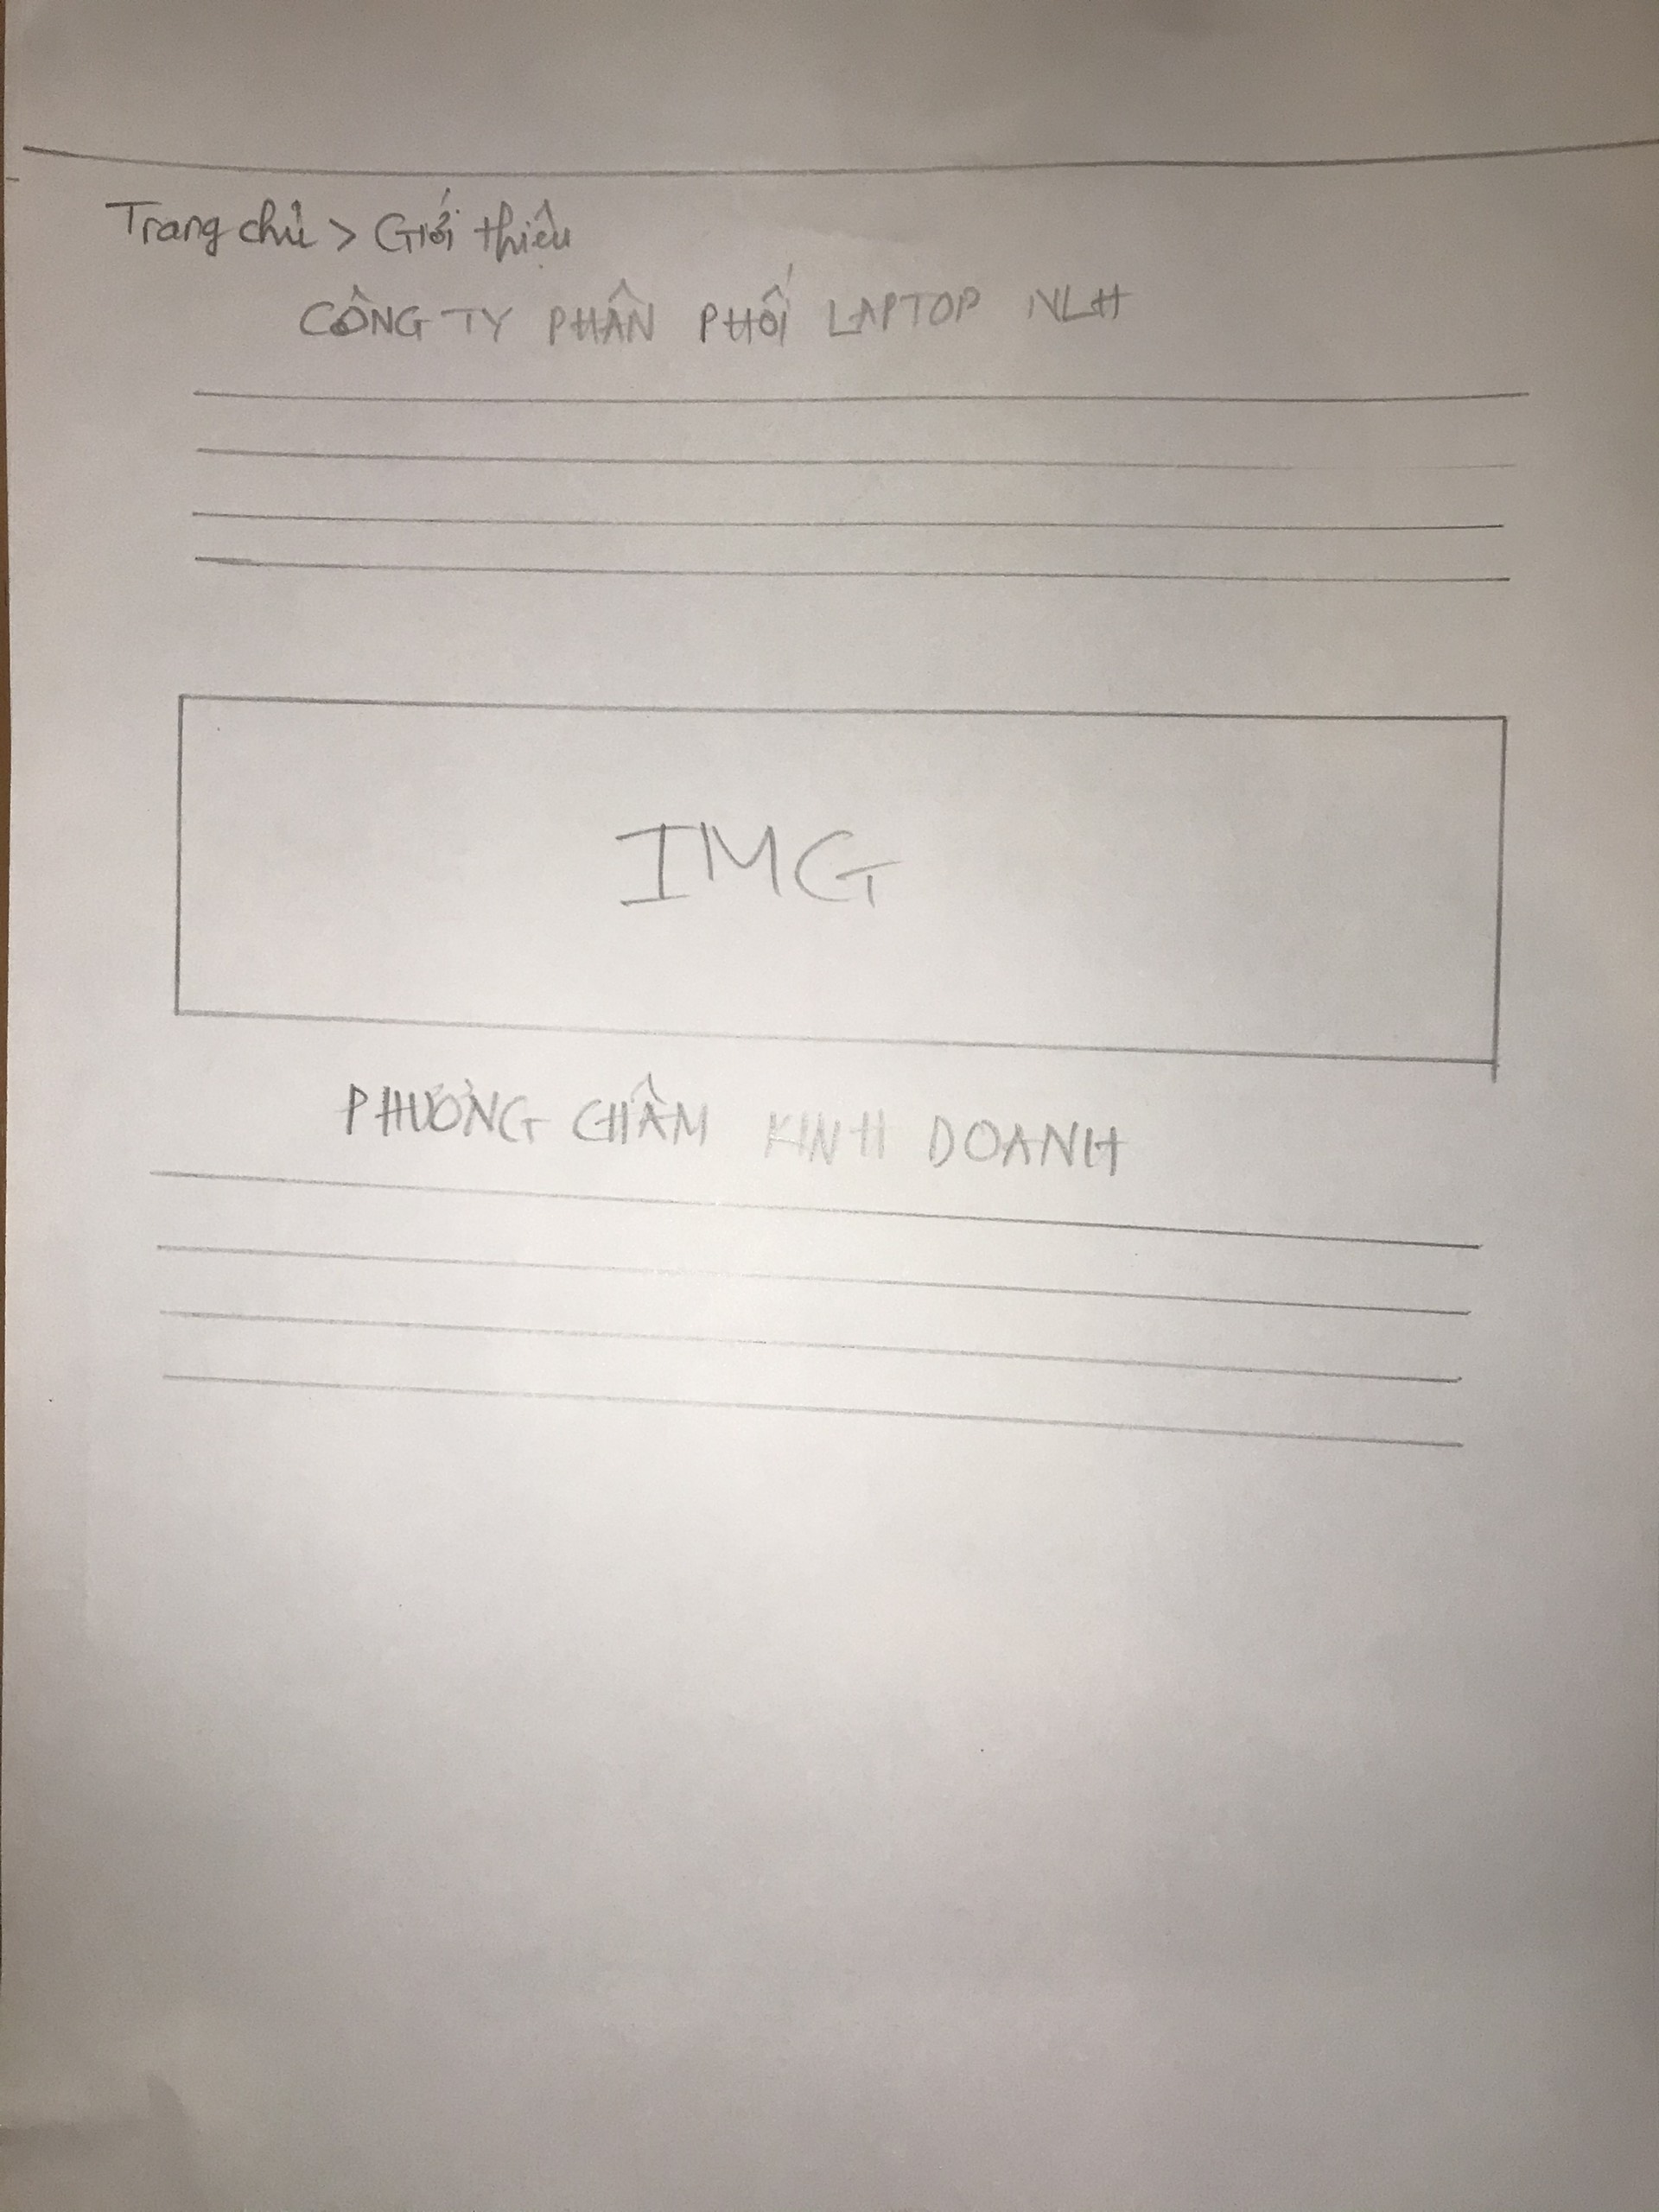 Trang chủ > Giới thiệu
CÔNG TY PHÂN PHỐI LAPTOP NLH
IMG
PHƯƠNG CHÂM KINH DOANH